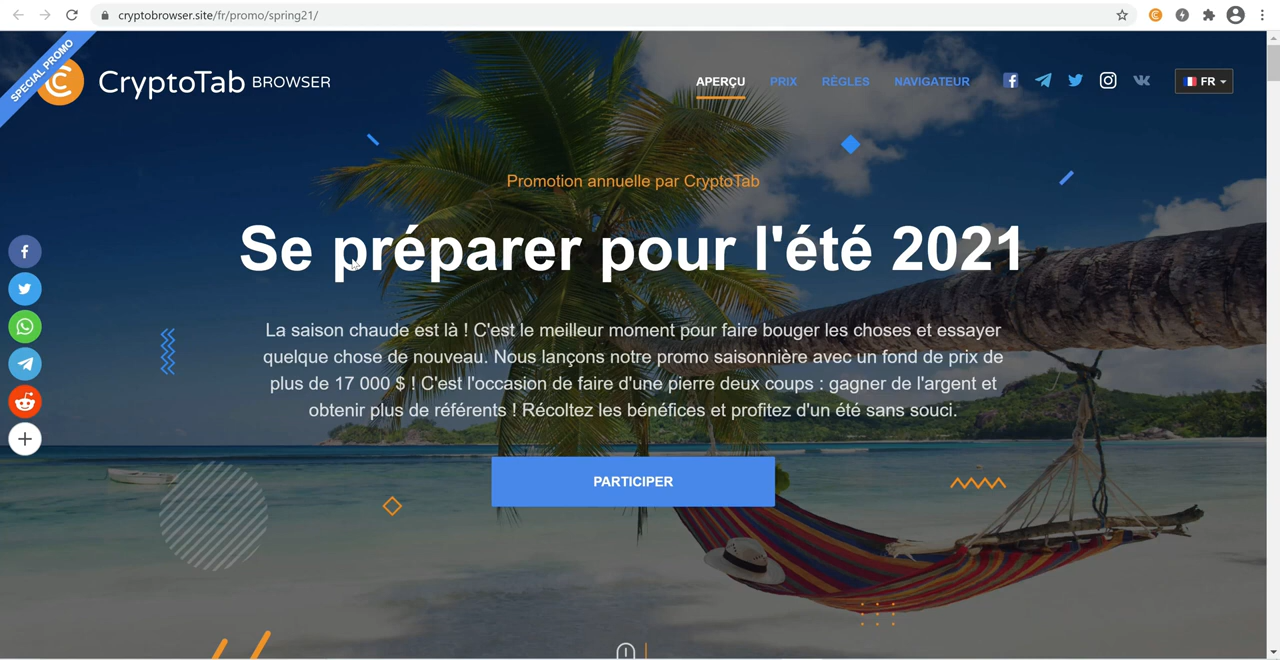 cryptobrowser.site/fr/promo/spring21/
SPECIAL PROMO
CryptoTab BROWSER
APERÇU
PRIX
RÈGLES
NAVIGATEUR
FR
Promotion annuelle par CryptoTab
Se préparer pour l'été 2021
La saison chaude est là ! C'est le meilleur moment pour faire bouger les choses et essayer
quelque chose de nouveau. Nous lançons notre promo saisonnière avec un fond de prix de
plus de 17 000 $ ! C'est l'occasion de faire d'une pierre deux coups : gagner de l'argent et
obtenir plus de référents ! Récoltez les bénéfices et profitez d'un été sans souci.
PARTICIPER